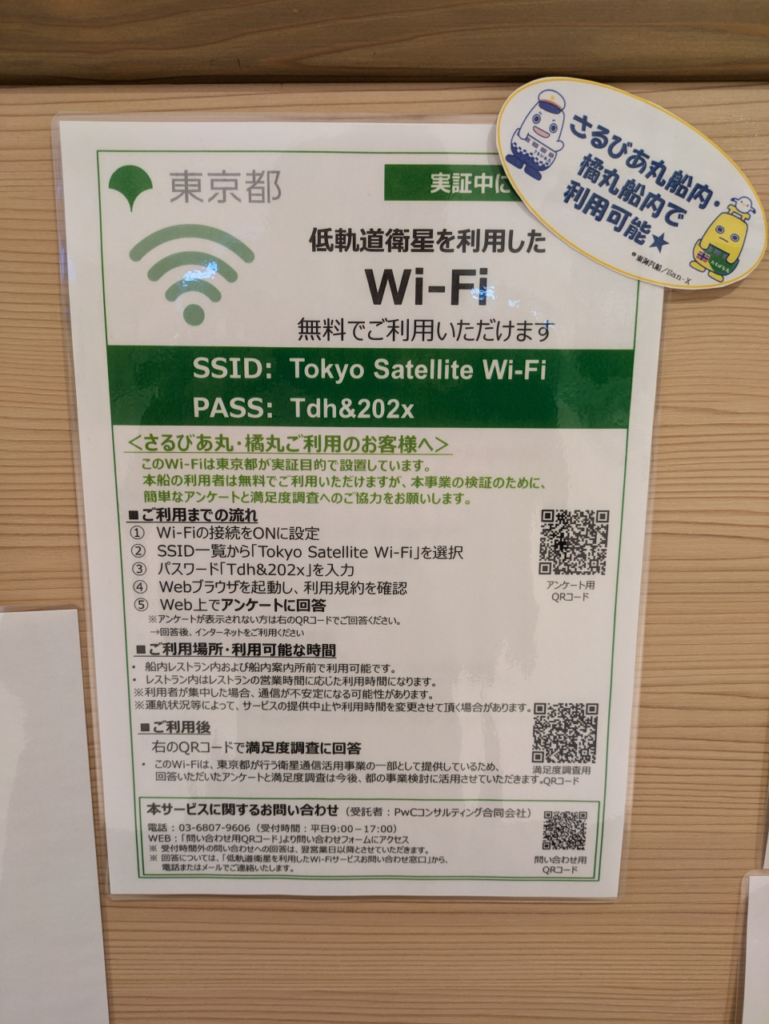 東京都
実証中に
さるびあ丸船内・
橘丸船内で
利用可能★
*東海汽船/San-X
低軌道衛星を利用した
Wi-Fi
無料でご利用いただけます
SSID: Tokyo Satellite Wi-Fi
PASS: Tdh&202x
＜さるびあ丸・橘丸ご利用のお客様へ＞
このWi-Fiは東京都が実証目的で設置しています。
本船の利用者は無料でご利用いただけますが、本事業の検証のために、
簡単なアンケートと満足度調査へのご協力をお願いします。
■ご利用までの流れ
① Wi-Fiの接続をONに設定
② SSID一覧から「Tokyo Satellite Wi-Fi」を選択
③ パスワード「Tdh&202x」を入力
④ Webブラウザを起動し、利用規約を確認
⑤ Web上でアンケートに回答
※アンケートが表示されない方は右のQRコードでご回答ください。
→回答後、インターネットをご利用ください
アンケート用
QRコード
■ご利用場所・利用可能な時間
・ 船内レストラン内および船内案内所前で利用可能です。
・ レストラン内はレストランの営業時間に応じた利用時間になります。
※利用者が集中した場合、通信が不安定になる可能性があります。
※運航状況等によって、サービスの提供中止や利用時間を変更させて頂く場合があります。
■ご利用後
右のQRコードで満足度調査に回答
・ このWi-Fiは、東京都が行う衛星通信活用事業の一部として提供しているため、
回答いただいたアンケートと満足度調査は今後、都の事業検討に活用させていただきます。
満足度調査用
QRコード
本サービスに関するお問い合わせ（受託者：PwCコンサルティング合同会社）
電話：03-6807-9606（受付時間：平日9:00－17:00）
WEB：「問い合わせ用QRコード」より問い合わせフォームにアクセス
※ 受付時間外の問い合わせへの回答は、翌営業日以降とさせていただきます。
※ 回答については、「低軌道衛星を利用したWi-Fiサービスお問い合わせ窓口」から、
電話またはメールでご連絡いたします。
問い合わせ用
QRコード